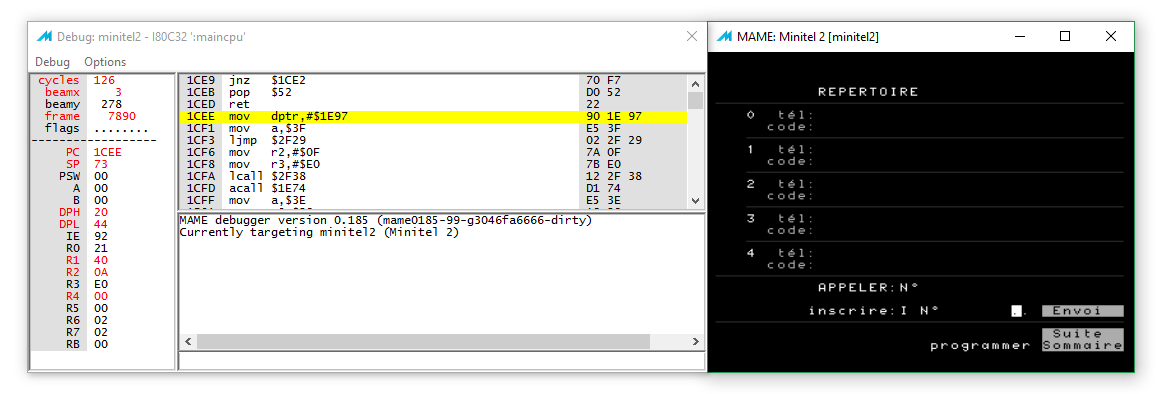 Debug: minitel2 - I80C32 ':maincpu'
Debug Options
cycles 126
beamx 3
beamy 278
frame 7890
flags ........
PC 1CEE
SP 73
PSW 00
A 00
B 00
DPH 20
DPL 44
IE 92
R0 21
R1 40
R2 0A
R3 E0
R4 00
R5 00
R6 02
R7 02
RB 00
1CE9 jnz $1CE2 70 F7
1CEB pop $52 D0 52
1CED ret 22
1CEE mov dptr,#$1E97 90 1E 97
1CF1 mov a,$3F E5 3F
1CF3 ljmp $2F29 02 2F 29
1CF6 mov r2,#$0F 7A 0F
1CF8 mov r3,#$E0 7B E0
1CFA lcall $2F38 12 2F 38
1CFD acall $1E74 D1 74
1CFF mov a,$3E E5 3E
MAME debugger version 0.185 (mame0185-99-g3046fa6666-dirty)
Currently targeting minitel2 (Minitel 2)
MAME: Minitel 2 [minitel2]
REPERTOIRE
0 tél:
code:
1 tél:
code:
2 tél:
code:
3 tél:
code:
4 tél:
code:
APPELER:N°
inscrire:I N° .. Envoi
Suite
programmer Sommaire